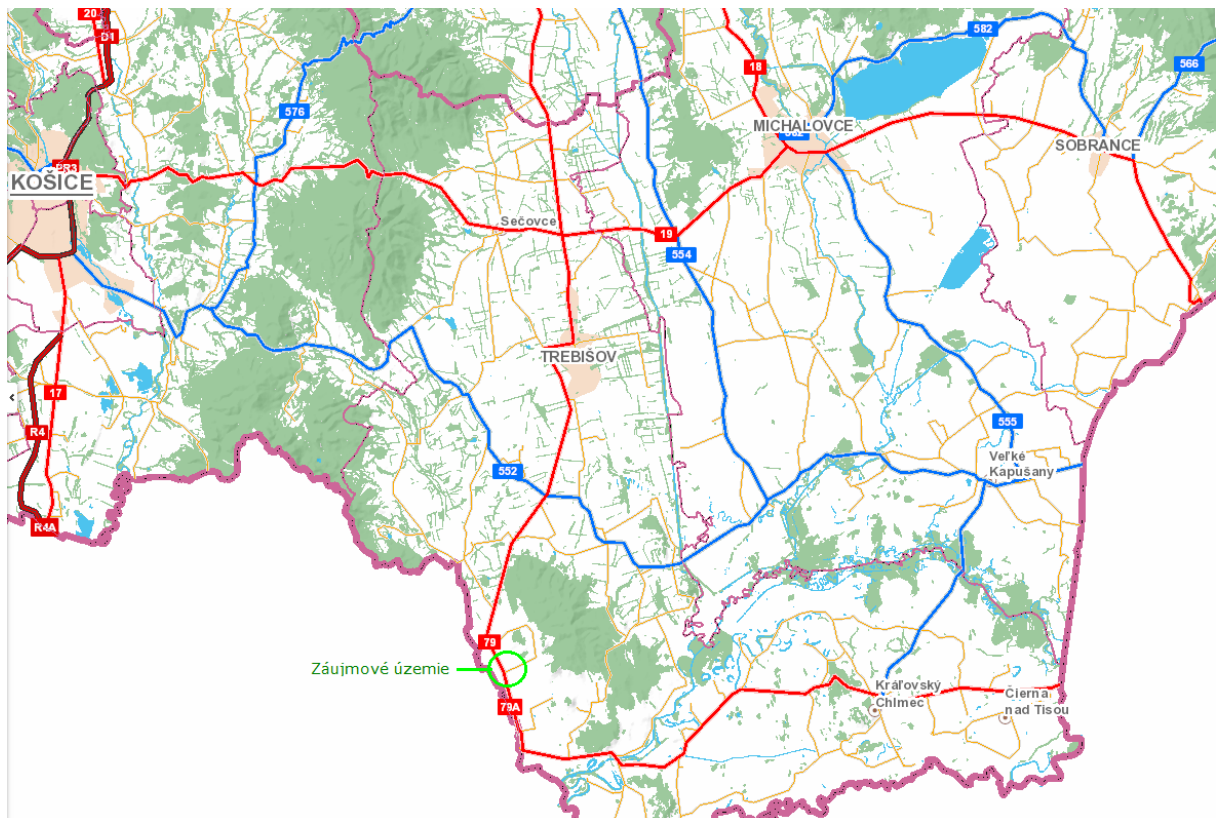 20
D1
582
566
18
576
MICHALOVCE
SOBRANCE
PR3
KOŠICE
Sečovce
19
554
TREBIŠOV
17
R4
555
Veľké
Kapušany
552
R4A
79
Záujmové územie
79A
Kráľovský
Chlmec
Čierna
nad Tisou